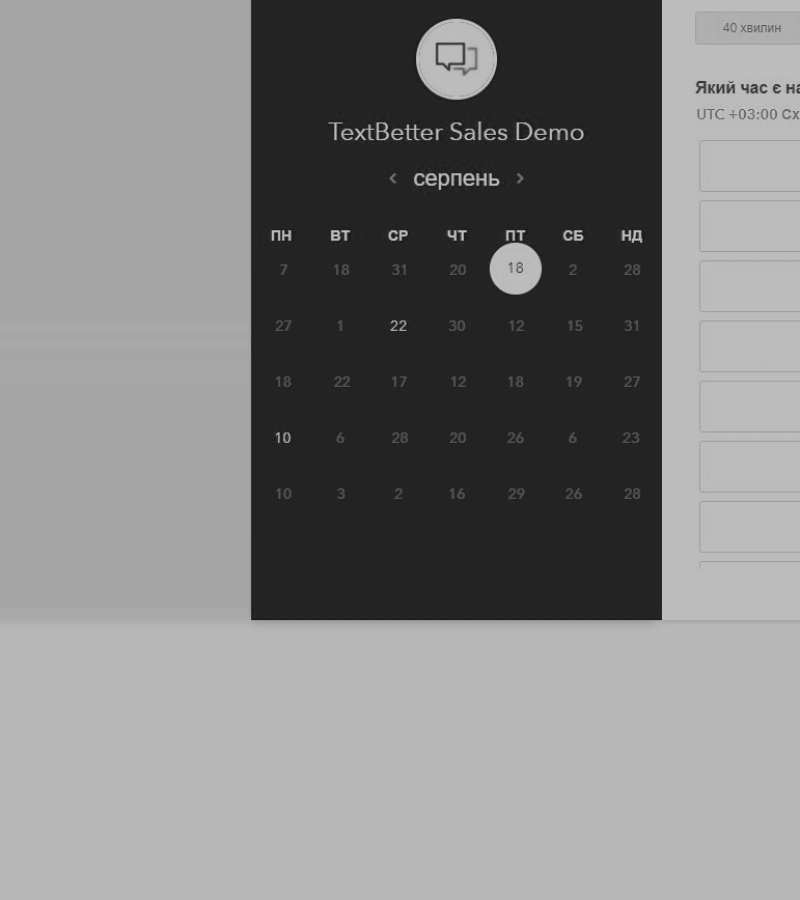 TextBetter Sales Demo
серпень
ПН ВТ СР ЧТ ПТ СБ НД
7 18 31 20 18 2 28
27 1 22 30 12 15 31
18 22 17 12 18 19 27
10 6 28 20 26 6 23
10 3 2 16 29 26 28
40 хвилин
Який час є на
UTC +03:00 Сх